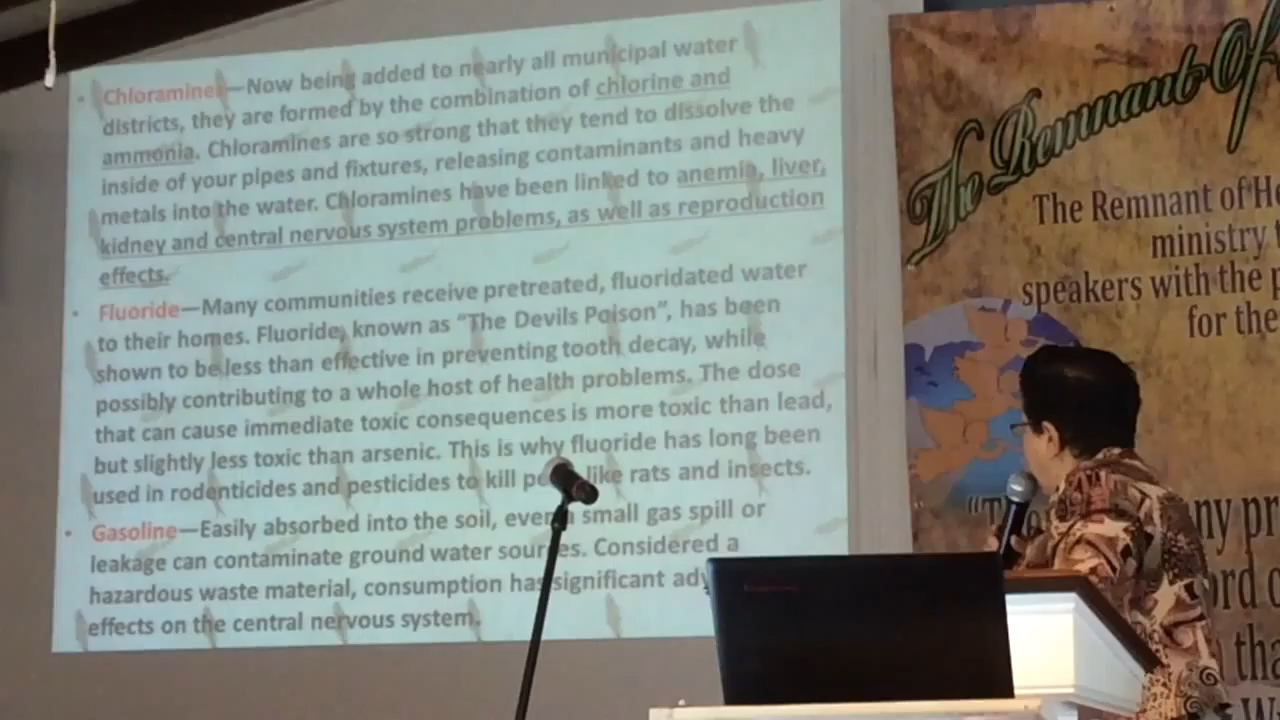 • Chloramines—Now being added to nearly all municipal water
districts, they are formed by the combination of chlorine and
ammonia. Chloramines are so strong that they tend to dissolve the
inside of your pipes and fixtures, releasing contaminants and heavy
metals into the water. Chloramines have been linked to anemia, liver,
kidney and central nervous system problems, as well as reproduction
effects.
• Fluoride—Many communities receive pretreated, fluoridated water
to their homes. Fluoride, known as “The Devils Poison”, has been
shown to be less than effective in preventing tooth decay, while
possibly contributing to a whole host of health problems. The dose
that can cause immediate toxic consequences is more toxic than lead,
but slightly less toxic than arsenic. This is why fluoride has long been
used in rodenticides and pesticides to kill like rats and insects.
• Gasoline—Easily absorbed into the soil, even a small gas spill or
leakage can contaminate ground water sources. Considered a
hazardous waste material, consumption has significant
effects on the central nervous system.
The Remnant Of
The Remnant of
ministry
speakers with the
for the